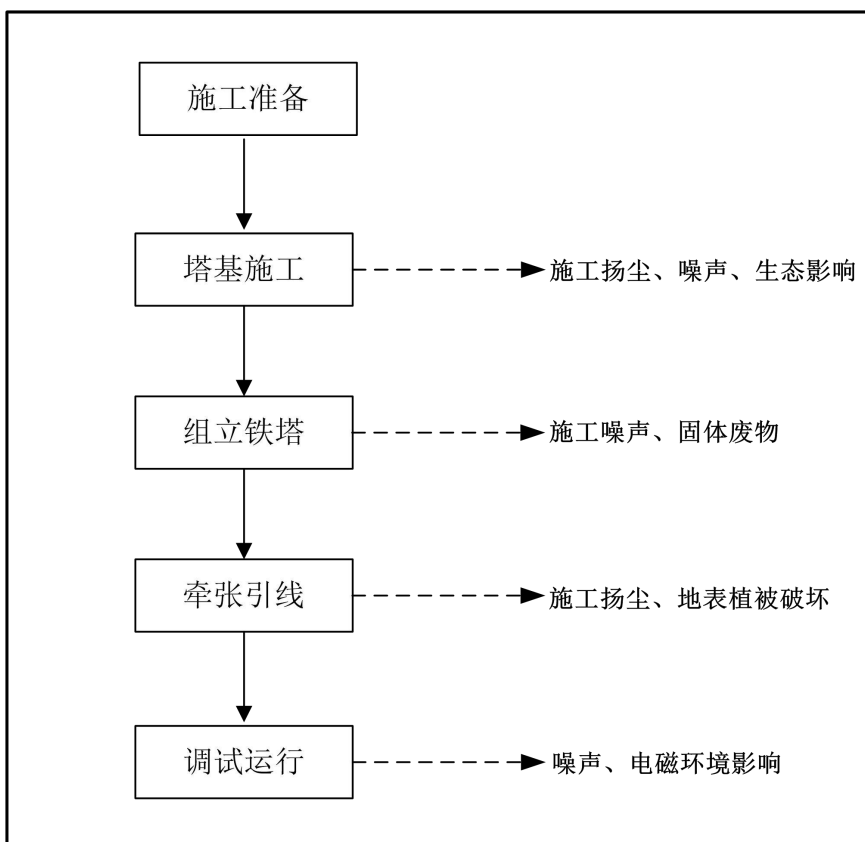 施工准备
塔基施工
施工扬尘、噪声、生态影响
组立铁塔
施工噪声、固体废物
牵张引线
施工扬尘、地表植被破坏
调试运行
噪声、电磁环境影响